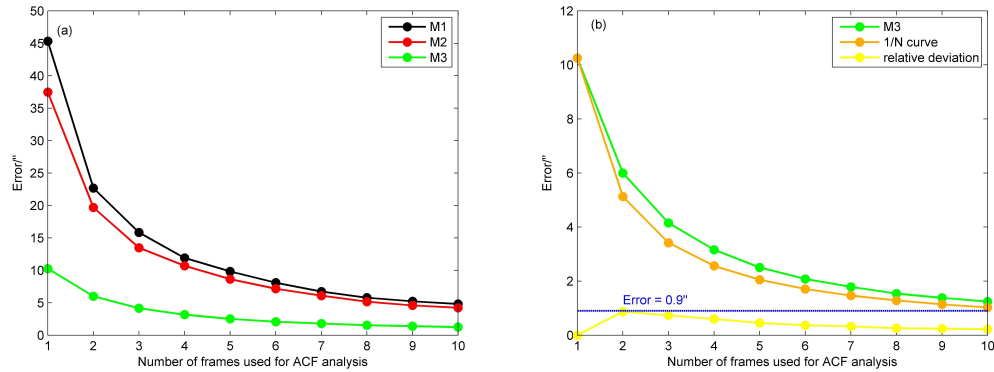 (a)
M1
M2
M3
50
45
40
35
30
25
20
15
10
5
0
Error/"
1 2 3 4 5 6 7 8 9 10
Number of frames used for ACF analysis
(b)
M3
1/N curve
relative deviation
12
10
8
6
4
2
0
Error/"
Error = 0.9"
1 2 3 4 5 6 7 8 9 10
Number of frames used for ACF analysis